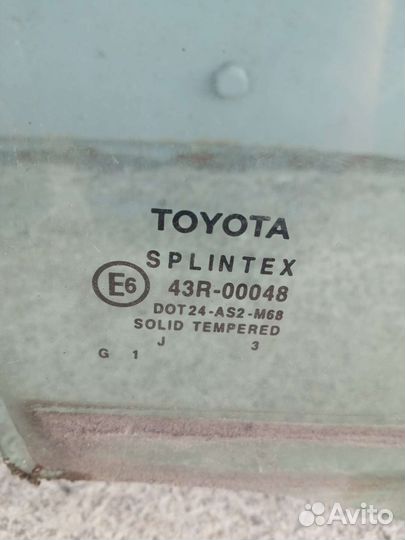 TOYOTA
SPLINTEX
E6 43R-00048
DOT24-AS2-M68
SOLID TEMPERED
J
G 1 3
Avito